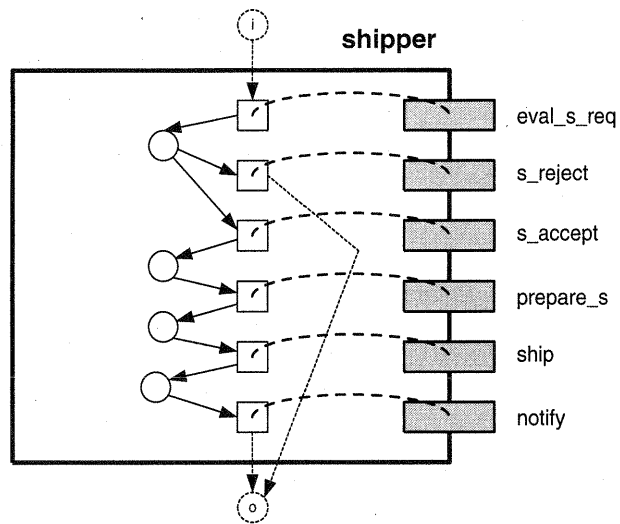 i
shipper
eval_s_req
s_reject
s_accept
prepare_s
ship
notify
o